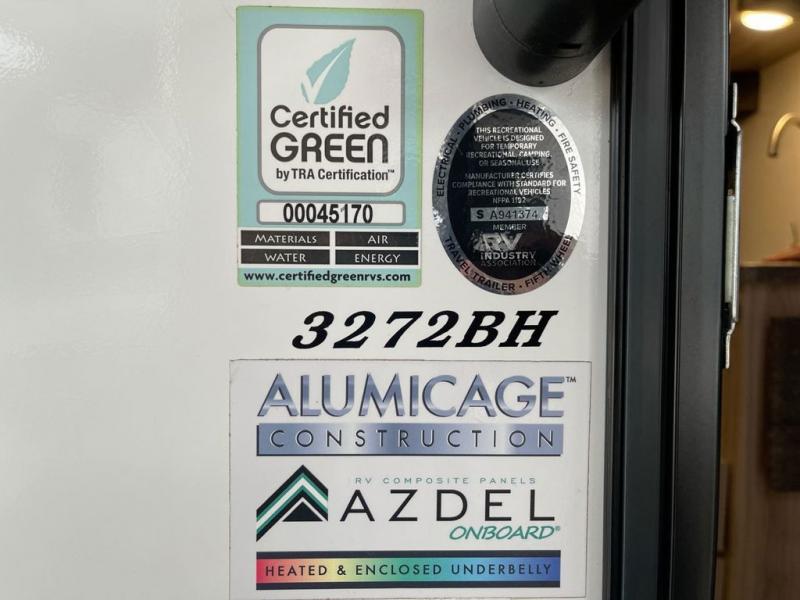 Certified
GREEN
by TRA Certification™
00045170
MATERIALS
AIR
WATER
ENERGY
www.certifiedgreenrvs.com
ELECTRICAL • PLUMBING • HEATING • FIRE SAFETY
THIS RECREATIONAL
VEHICLE IS DESIGNED
FOR TEMPORARY
RECREATIONAL, CAMPING,
OR SEASONAL USE
MANUFACTURER CERTIFIES
COMPLIANCE WITH STANDARD FOR
RECREATIONAL VEHICLES
NFPA 1192
S A941374
MEMBER
RV
INDUSTRY
ASSOCIATION
TRAVEL TRAILER • FIFTH WHEEL
3272BH
ALUMICAGE™
CONSTRUCTION
RV COMPOSITE PANELS
AZDEL
ONBOARD®
HEATED & ENCLOSED UNDERBELLY